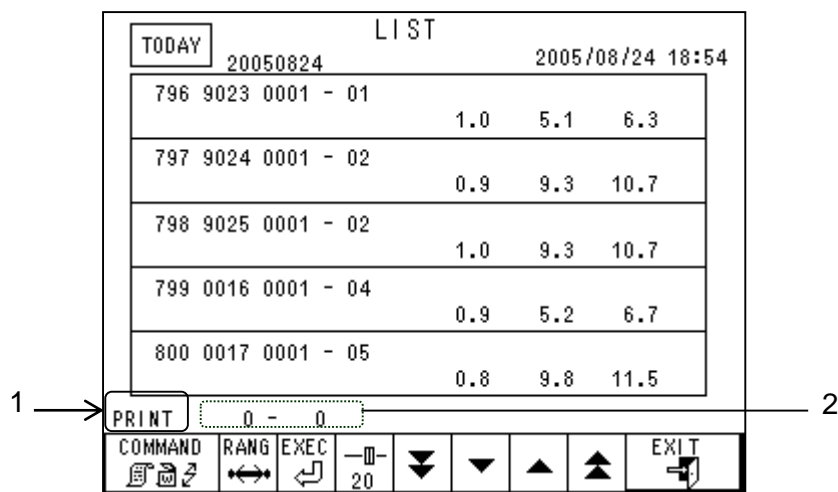 LIST
TODAY
20050824 2005/08/24 18:54
796 9023 0001 - 01
1.0 5.1 6.3
797 9024 0001 - 02
0.9 9.3 10.7
798 9025 0001 - 02
1.0 9.3 10.7
799 0016 0001 - 04
0.9 5.2 6.7
800 0017 0001 - 05
0.8 9.8 11.5
1 PRINT 0 - 0 2
COMMAND RANG EXEC EXIT
20